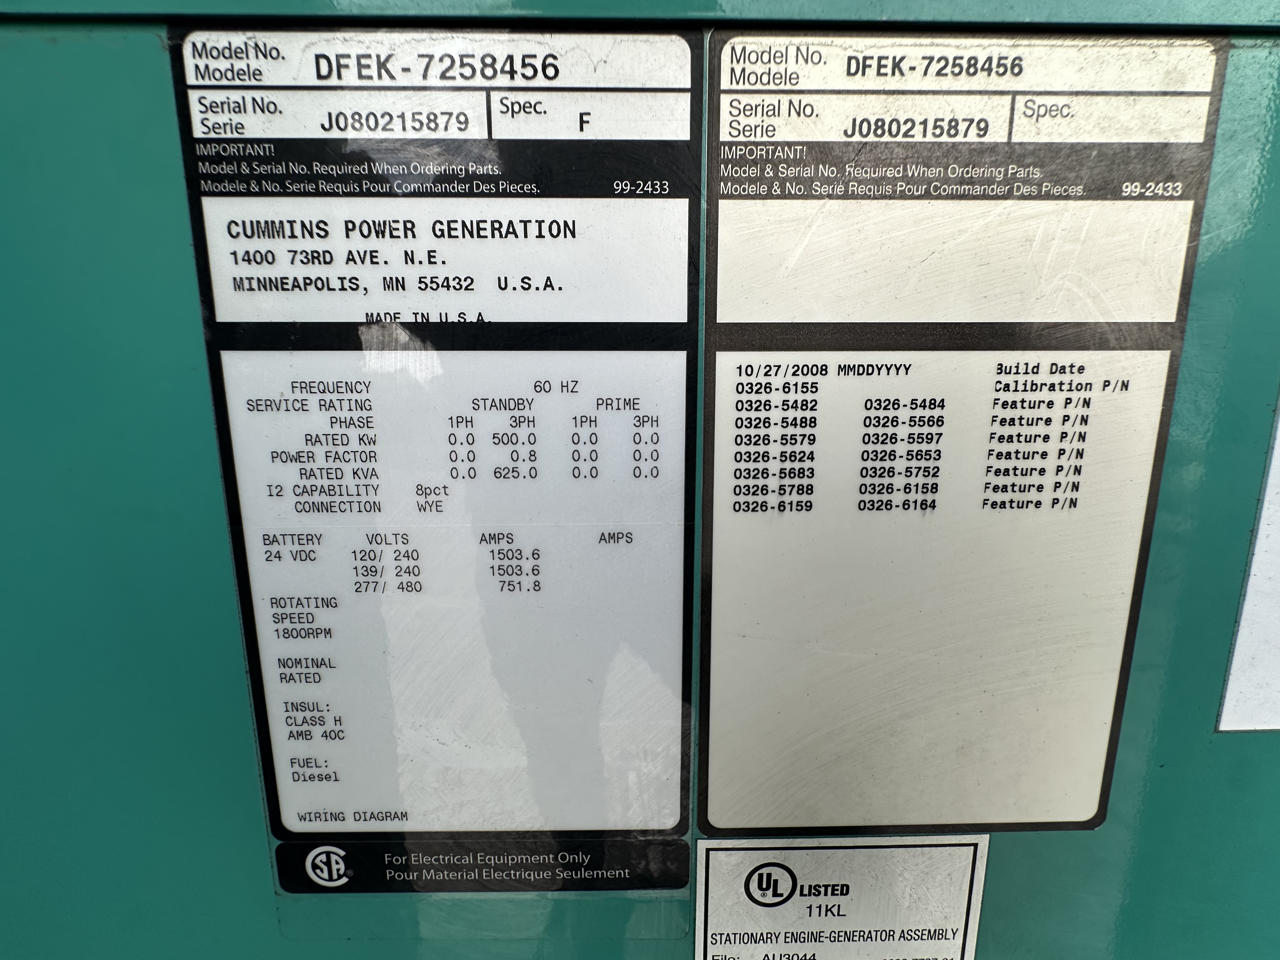 Model No. DFEK-7258456
Modele
Serial No. J080215879 Spec. F
Serie
IMPORTANT!
Model & Serial No. Required When Ordering Parts.
Modele & No. Serie Requis Pour Commander Des Pieces. 99-2433
CUMMINS POWER GENERATION
1400 73RD AVE. N.E.
MINNEAPOLIS, MN 55432 U.S.A.
MADE IN U.S.A.
FREQUENCY 60 HZ
SERVICE RATING STANDBY PRIME
PHASE 1PH 3PH 1PH 3PH
RATED KW 0.0 500.0 0.0 0.0
POWER FACTOR 0.0 0.8 0.0 0.0
RATED KVA 0.0 625.0 0.0 0.0
I2 CAPABILITY 8pct
CONNECTION WYE
BATTERY VOLTS AMPS AMPS
24 VDC 120/ 240 1503.6
139/ 240 1503.6
277/ 480 751.8
ROTATING
SPEED
1800RPM
NOMINAL
RATED
INSUL:
CLASS H
AMB 40C
FUEL:
Diesel
WIRING DIAGRAM
SA ® For Electrical Equipment Only
Pour Material Electrique Seulement
Model No. DFEK-7258456
Modele
Serial No. J080215879 Spec.
Serie
IMPORTANT!
Model & Serial No. Required When Ordering Parts.
Modele & No. Serie Requis Pour Commander Des Pieces. 99-2433
10/27/2008 MMDDYYYY Build Date
0326-6155 Calibration P/N
0326-5482 0326-5484 Feature P/N
0326-5488 0326-5566 Feature P/N
0326-5579 0326-5597 Feature P/N
0326-5624 0326-5653 Feature P/N
0326-5683 0326-5752 Feature P/N
0326-5788 0326-6158 Feature P/N
0326-6159 0326-6164 Feature P/N
UL ® LISTED
11KL
STATIONARY ENGINE-GENERATOR ASSEMBLY
File: AU3044